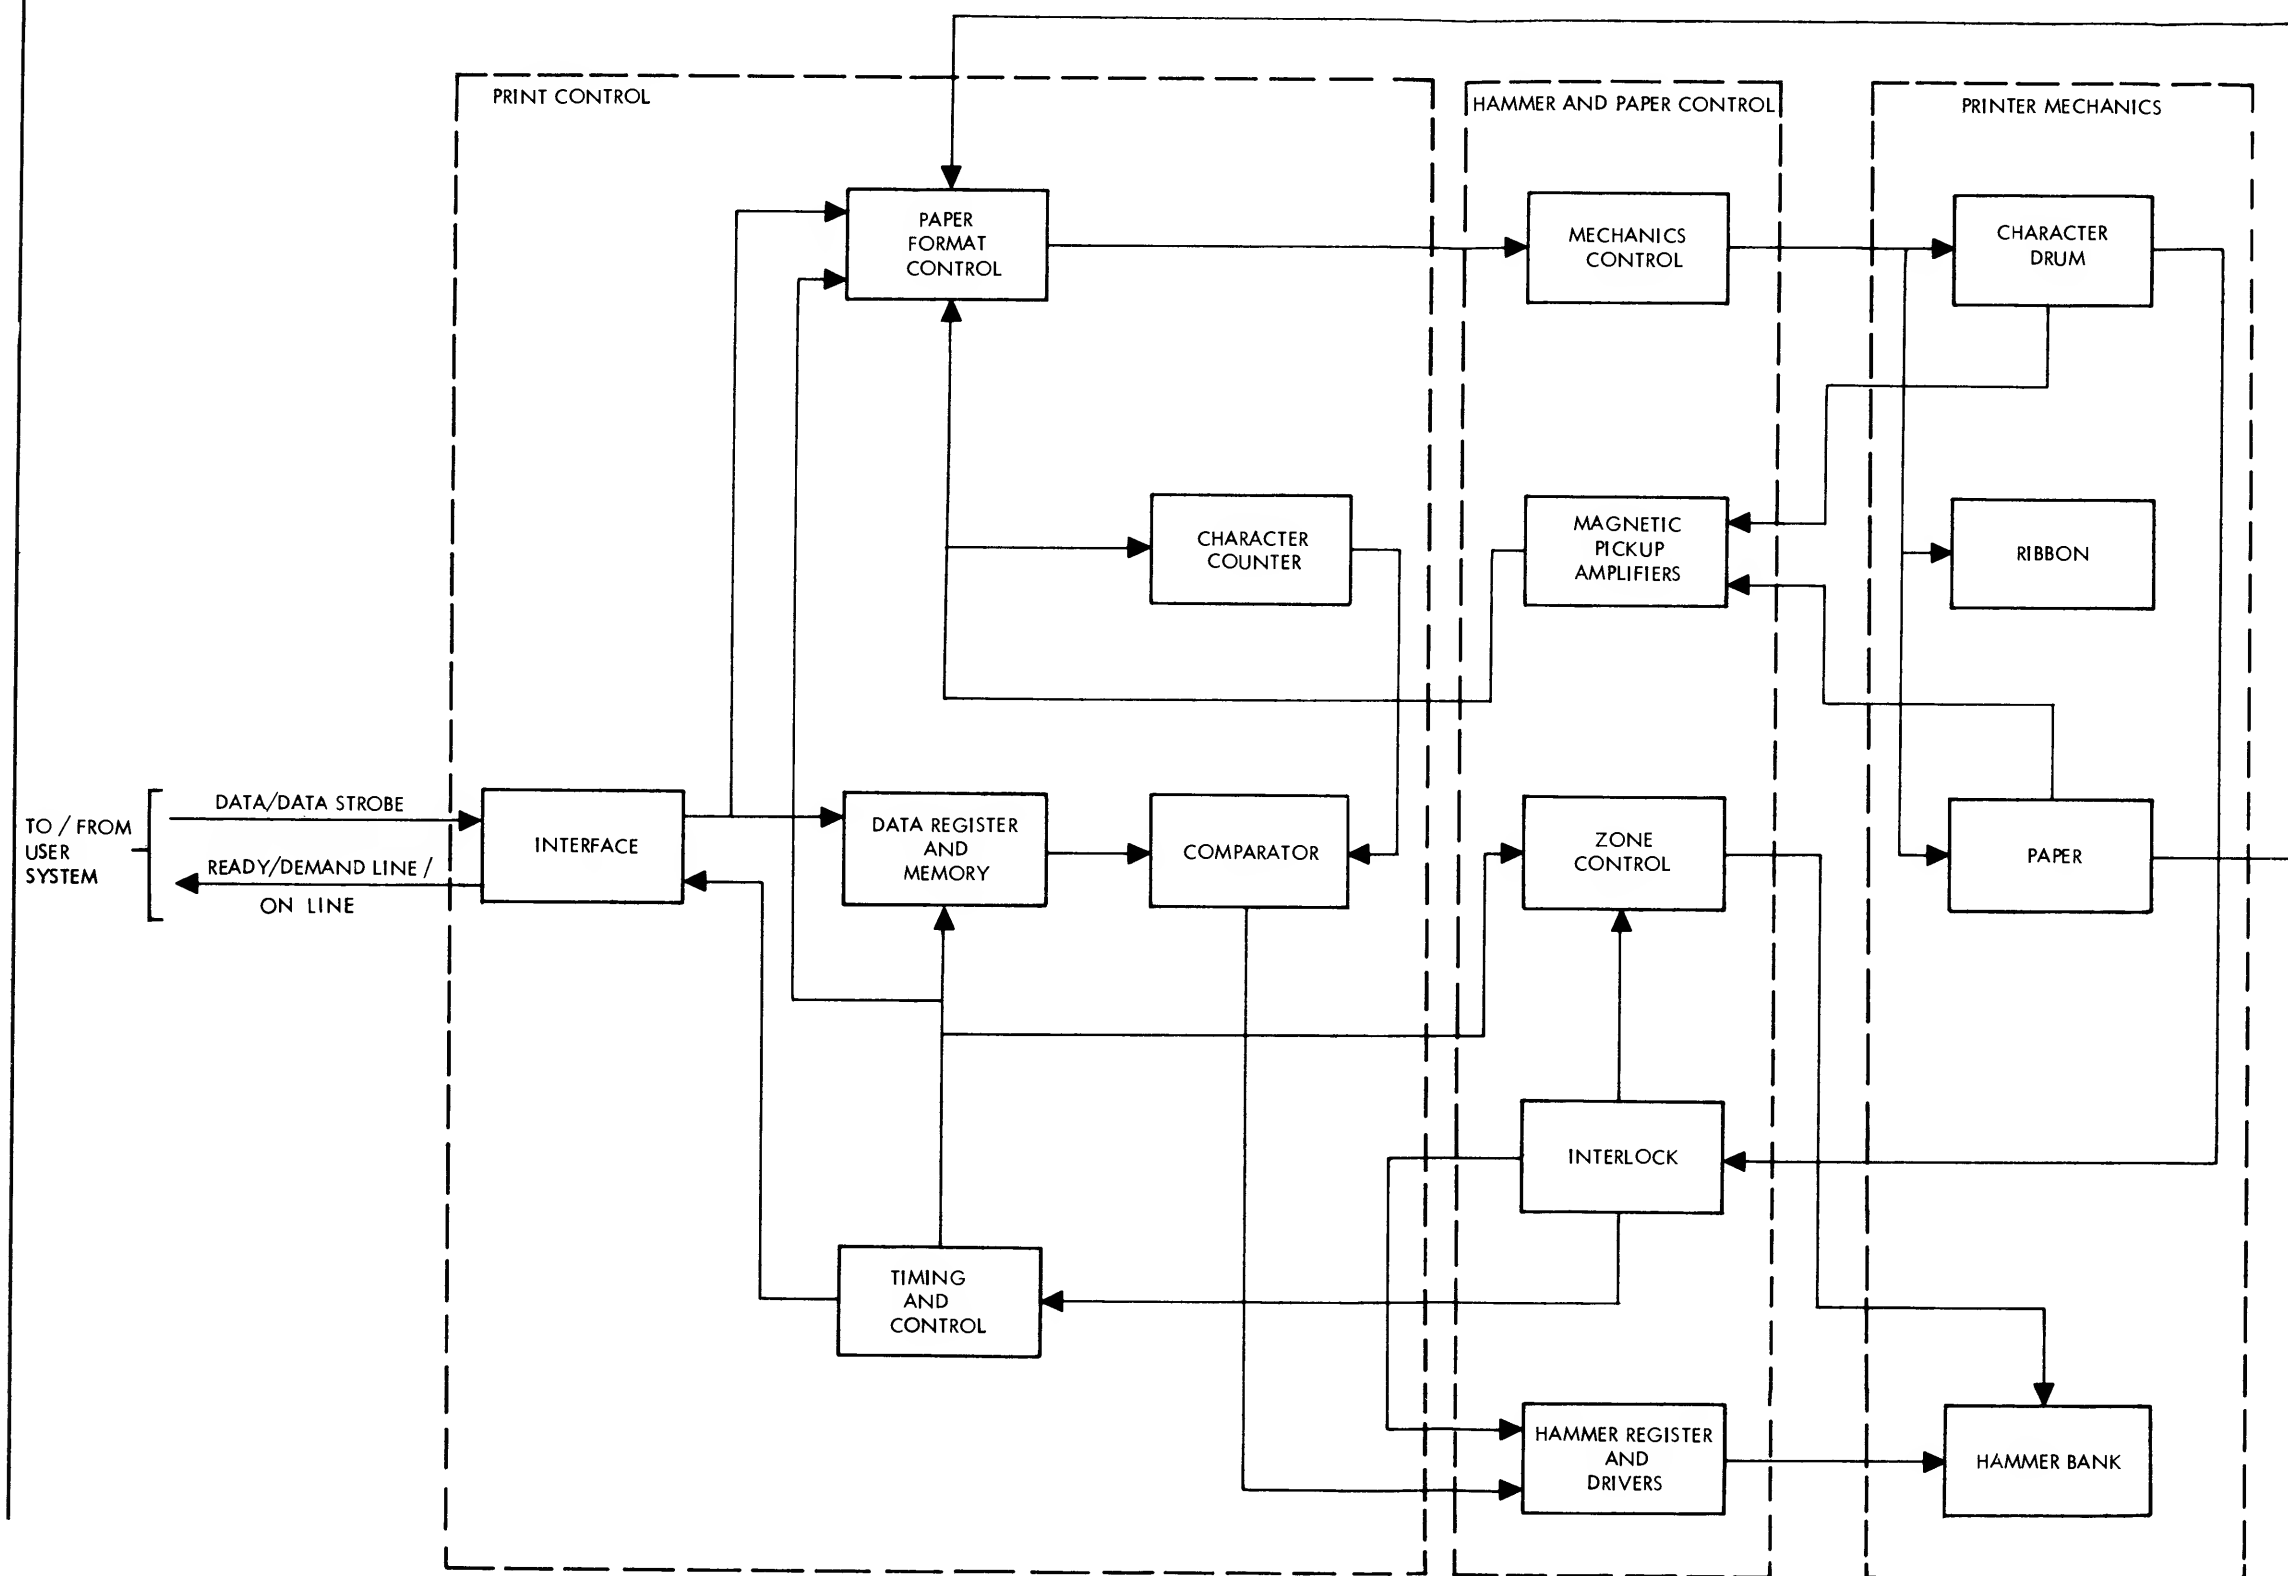 PRINT CONTROL
HAMMER AND PAPER CONTROL
PRINTER MECHANICS
PAPER
FORMAT
CONTROL
MECHANICS
CONTROL
CHARACTER
DRUM
CHARACTER
COUNTER
MAGNETIC
PICKUP
AMPLIFIERS
RIBBON
TO / FROM
USER
SYSTEM
DATA/DATA STROBE
READY/DEMAND LINE /
ON LINE
INTERFACE
DATA REGISTER
AND
MEMORY
COMPARATOR
ZONE
CONTROL
PAPER
INTERLOCK
TIMING
AND
CONTROL
HAMMER REGISTER
AND
DRIVERS
HAMMER BANK